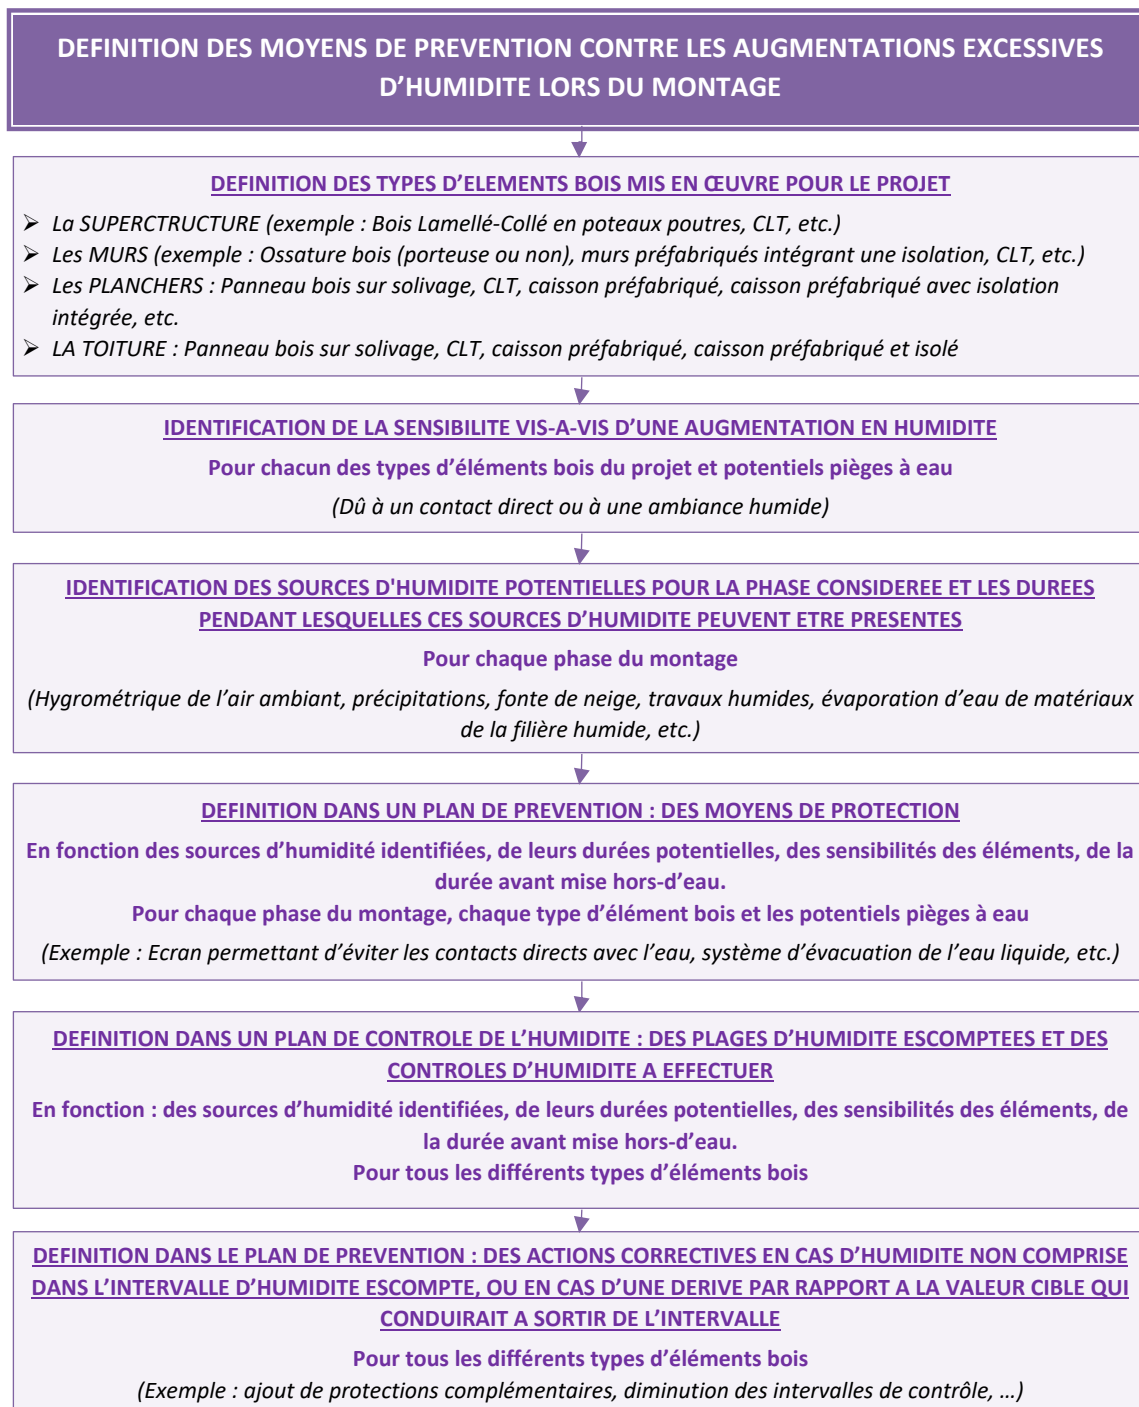 DEFINITION DES MOYENS DE PREVENTION CONTRE LES AUGMENTATIONS EXCESSIVES
D’HUMIDITE LORS DU MONTAGE
DEFINITION DES TYPES D’ELEMENTS BOIS MIS EN ŒUVRE POUR LE PROJET
➢ La SUPERCTRUCTURE (exemple : Bois Lamellé-Collé en poteaux poutres, CLT, etc.)
➢ Les MURS (exemple : Ossature bois (porteuse ou non), murs préfabriqués intégrant une isolation, CLT, etc.)
➢ Les PLANCHERS : Panneau bois sur solivage, CLT, caisson préfabriqué, caisson préfabriqué avec isolation
intégrée, etc.
➢ LA TOITURE : Panneau bois sur solivage, CLT, caisson préfabriqué, caisson préfabriqué et isolé
IDENTIFICATION DE LA SENSIBILITE VIS-A-VIS D’UNE AUGMENTATION EN HUMIDITE
Pour chacun des types d’éléments bois du projet et potentiels pièges à eau
(Dû à un contact direct ou à une ambiance humide)
IDENTIFICATION DES SOURCES D'HUMIDITE POTENTIELLES POUR LA PHASE CONSIDEREE ET LES DUREES
PENDANT LESQUELLES CES SOURCES D’HUMIDITE PEUVENT ETRE PRESENTES
Pour chaque phase du montage
(Hygrométrique de l’air ambiant, précipitations, fonte de neige, travaux humides, évaporation d’eau de matériaux
de la filière humide, etc.)
DEFINITION DANS UN PLAN DE PREVENTION : DES MOYENS DE PROTECTION
En fonction des sources d’humidité identifiées, de leurs durées potentielles, des sensibilités des éléments, de la
durée avant mise hors-d’eau.
Pour chaque phase du montage, chaque type d’élément bois et les potentiels pièges à eau
(Exemple : Ecran permettant d’éviter les contacts directs avec l’eau, système d’évacuation de l’eau liquide, etc.)
DEFINITION DANS UN PLAN DE CONTROLE DE L’HUMIDITE : DES PLAGES D’HUMIDITE ESCOMPTEES ET DES
CONTROLES D’HUMIDITE A EFFECTUER
En fonction : des sources d’humidité identifiées, de leurs durées potentielles, des sensibilités des éléments, de
la durée avant mise hors-d’eau.
Pour tous les différents types d’éléments bois
DEFINITION DANS LE PLAN DE PREVENTION : DES ACTIONS CORRECTIVES EN CAS D’HUMIDITE NON COMPRISE
DANS L’INTERVALLE D’HUMIDITE ESCOMPTE, OU EN CAS D’UNE DERIVE PAR RAPPORT A LA VALEUR CIBLE QUI
CONDUIRAIT A SORTIR DE L’INTERVALLE
Pour tous les différents types d’éléments bois
(Exemple : ajout de protections complémentaires, diminution des intervalles de contrôle, …)